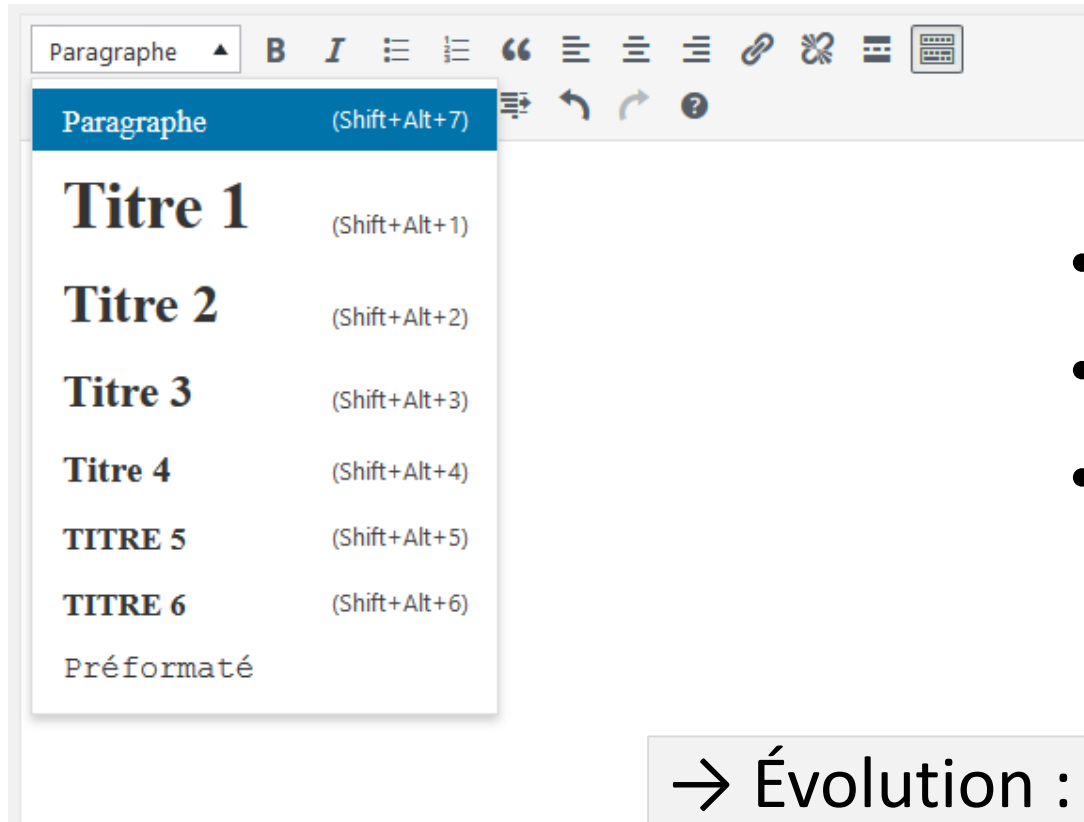 Paragraphe
Paragraphe (Shift+Alt+7)
Titre 1 (Shift+Alt+1)
Titre 2 (Shift+Alt+2)
Titre 3 (Shift+Alt+3)
Titre 4 (Shift+Alt+4)
TITRE 5 (Shift+Alt+5)
TITRE 6 (Shift+Alt+6)
Préformaté
→ Évolution :